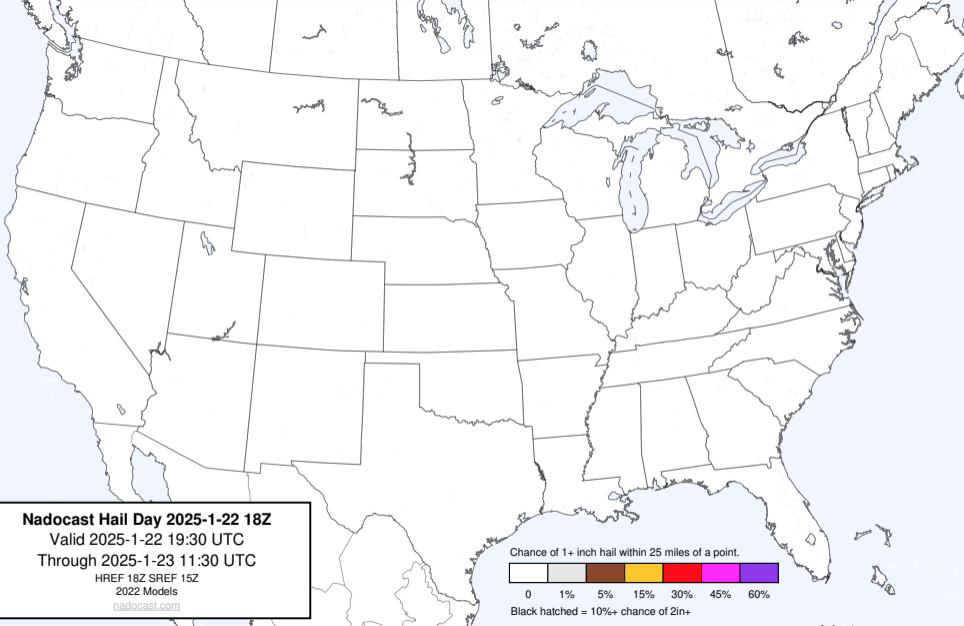 Nadocast Hail Day 2025-1-22 18Z
Valid 2025-1-22 19:30 UTC
Through 2025-1-23 11:30 UTC
HREF 18Z SREF 15Z
2022 Models
nadocast.com
Chance of 1+ inch hail within 25 miles of a point.
0 1% 5% 15% 30% 45% 60%
Black hatched = 10%+ chance of 2in+